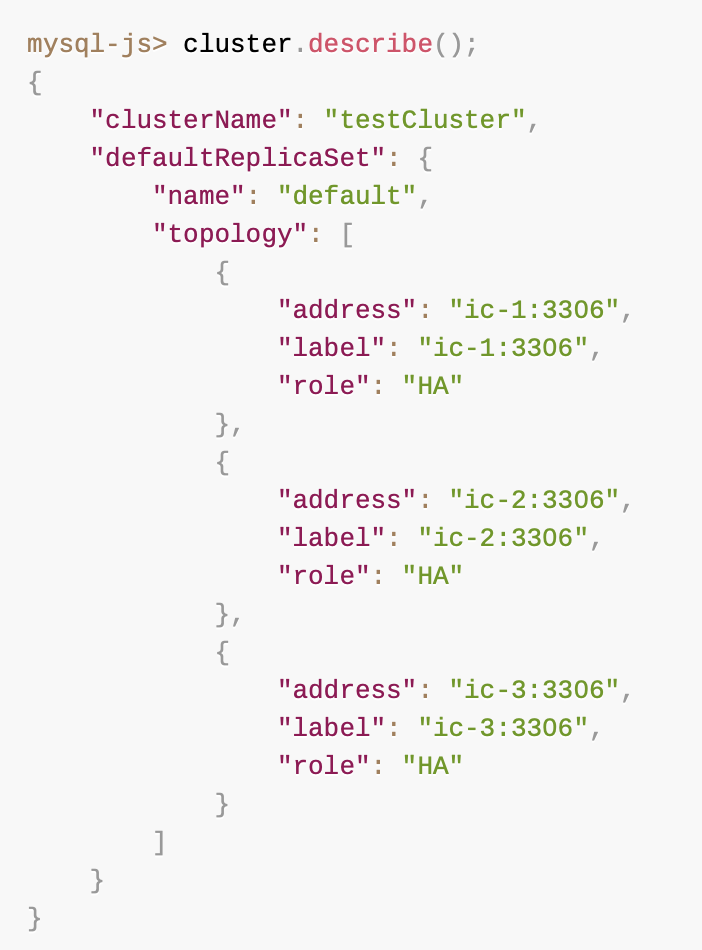 mysql-js> cluster.describe();
{
    "clusterName": "testCluster",
    "defaultReplicaSet": {
        "name": "default",
        "topology": [
            {
                "address": "ic-1:3306",
                "label": "ic-1:3306",
                "role": "HA"
            },
            {
                "address": "ic-2:3306",
                "label": "ic-2:3306",
                "role": "HA"
            },
            {
                "address": "ic-3:3306",
                "label": "ic-3:3306",
                "role": "HA"
            }
        ]
    }
}